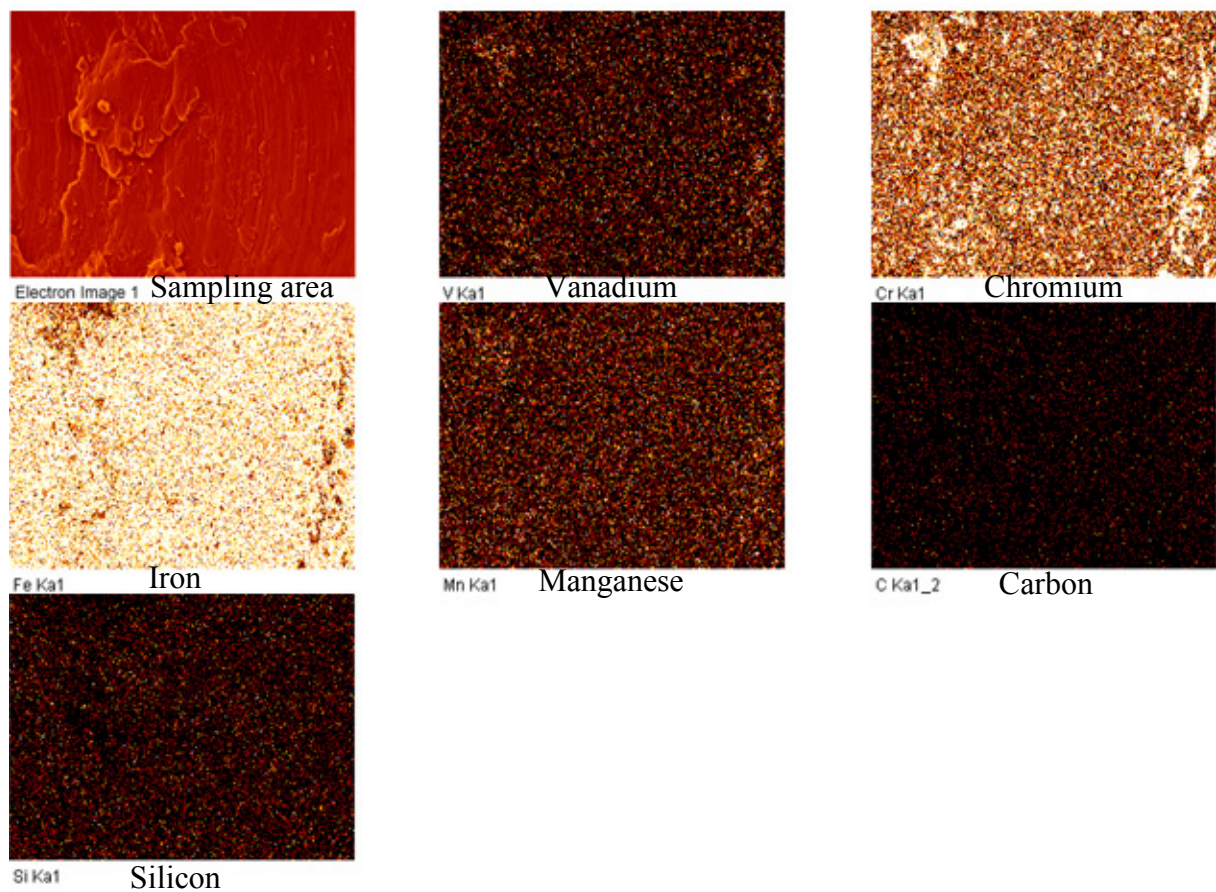 Electron Image 1 Sampling area
V Ka1 Vanadium
Cr Ka1 Chromium
Fe Ka1 Iron
Mn Ka1 Manganese
C Ka1_2 Carbon
Si Ka1 Silicon